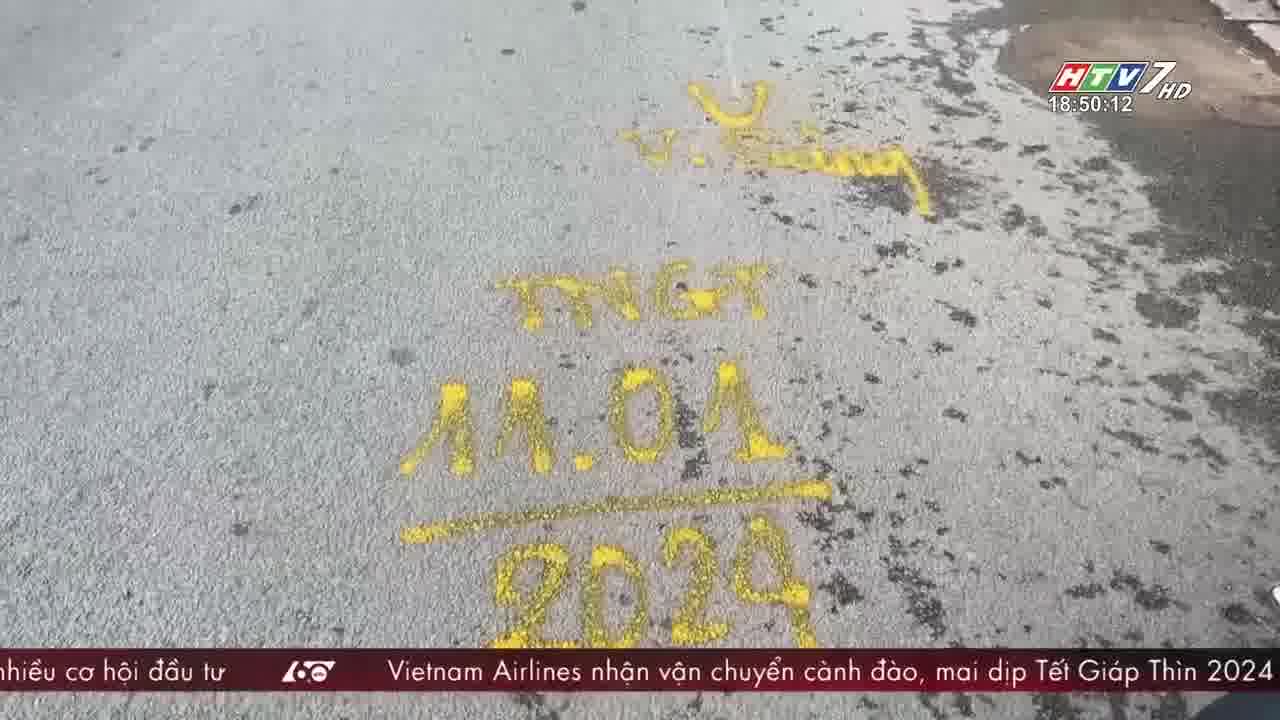 HTV7 HD
18:50:12
TNGT
11.01
2024
nhiều cơ hội đầu tư
Vietnam Airlines nhận vận chuyển cành đào, mai dịp Tết Giáp Thìn 2024